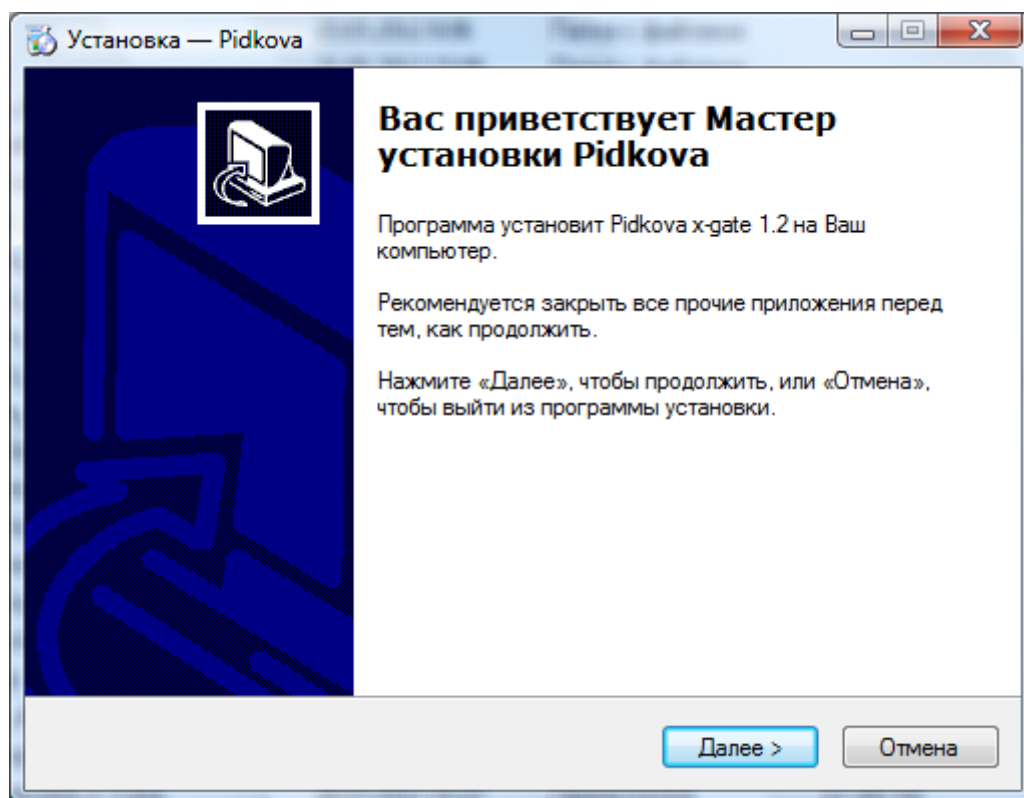 Установка — Pidkova
Вас приветствует Мастер
установки Pidkova
Программа установит Pidkova x-gate 1.2 на Ваш
компьютер.
Рекомендуется закрыть все прочие приложения перед
тем, как продолжить.
Нажмите «Далее», чтобы продолжить, или «Отмена»,
чтобы выйти из программы установки.
Далее >
Отмена